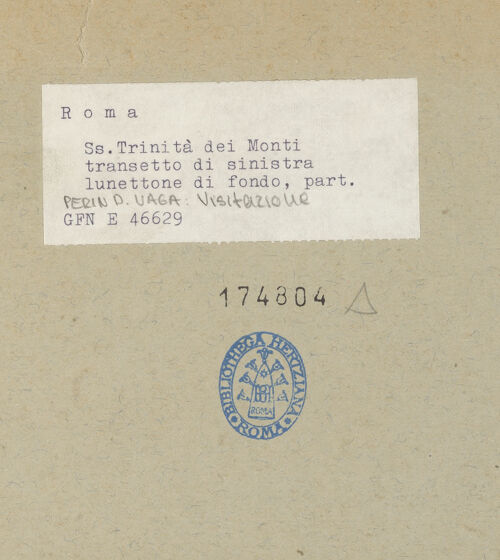 Roma
Ss.Trinità dei Monti
transetto di sinistra
lunettone di fondo, part.
PERIN D. VAGA: VISITAZIONE
GFN E 46629
174804
BIBLIOTHECA HERTZIANA
ROMA
ROMA